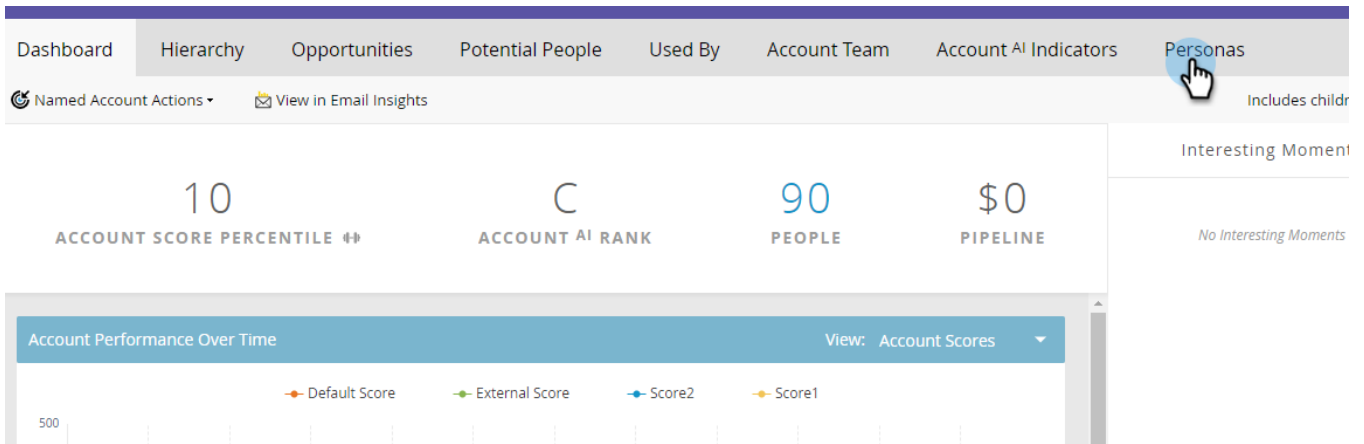 Dashboard Hierarchy Opportunities Potential People Used By Account Team Account AI Indicators Personas
Named Account Actions View in Email Insights Includes childr
Interesting Moment
10 C 90 $0
ACCOUNT SCORE PERCENTILE ACCOUNT AI RANK PEOPLE PIPELINE
No Interesting Moments
Account Performance Over Time View: Account Scores
Default Score External Score Score2 Score1
500